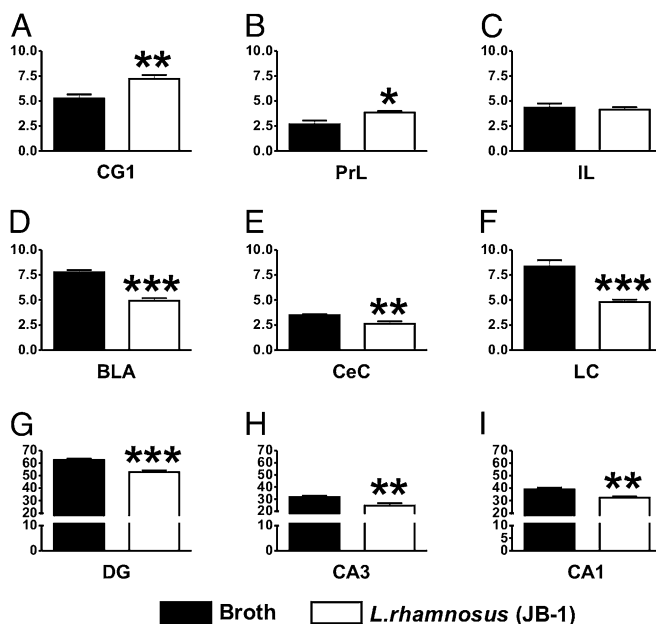 A B C
10.0 7.5 5.0 2.5 0.0 ** CG1
10.0 7.5 5.0 2.5 0.0 * PrL
10.0 7.5 5.0 2.5 0.0 IL
D E F
10.0 7.5 5.0 2.5 0.0 *** BLA
10.0 7.5 5.0 2.5 0.0 ** CeC
10.0 7.5 5.0 2.5 0.0 *** LC
G H I
70 60 50 40 30 20 10 0 *** DG
70 60 50 40 30 20 10 0 ** CA3
70 60 50 40 30 20 10 5 0 ** CA1
Broth L.rhamnosus (JB-1)